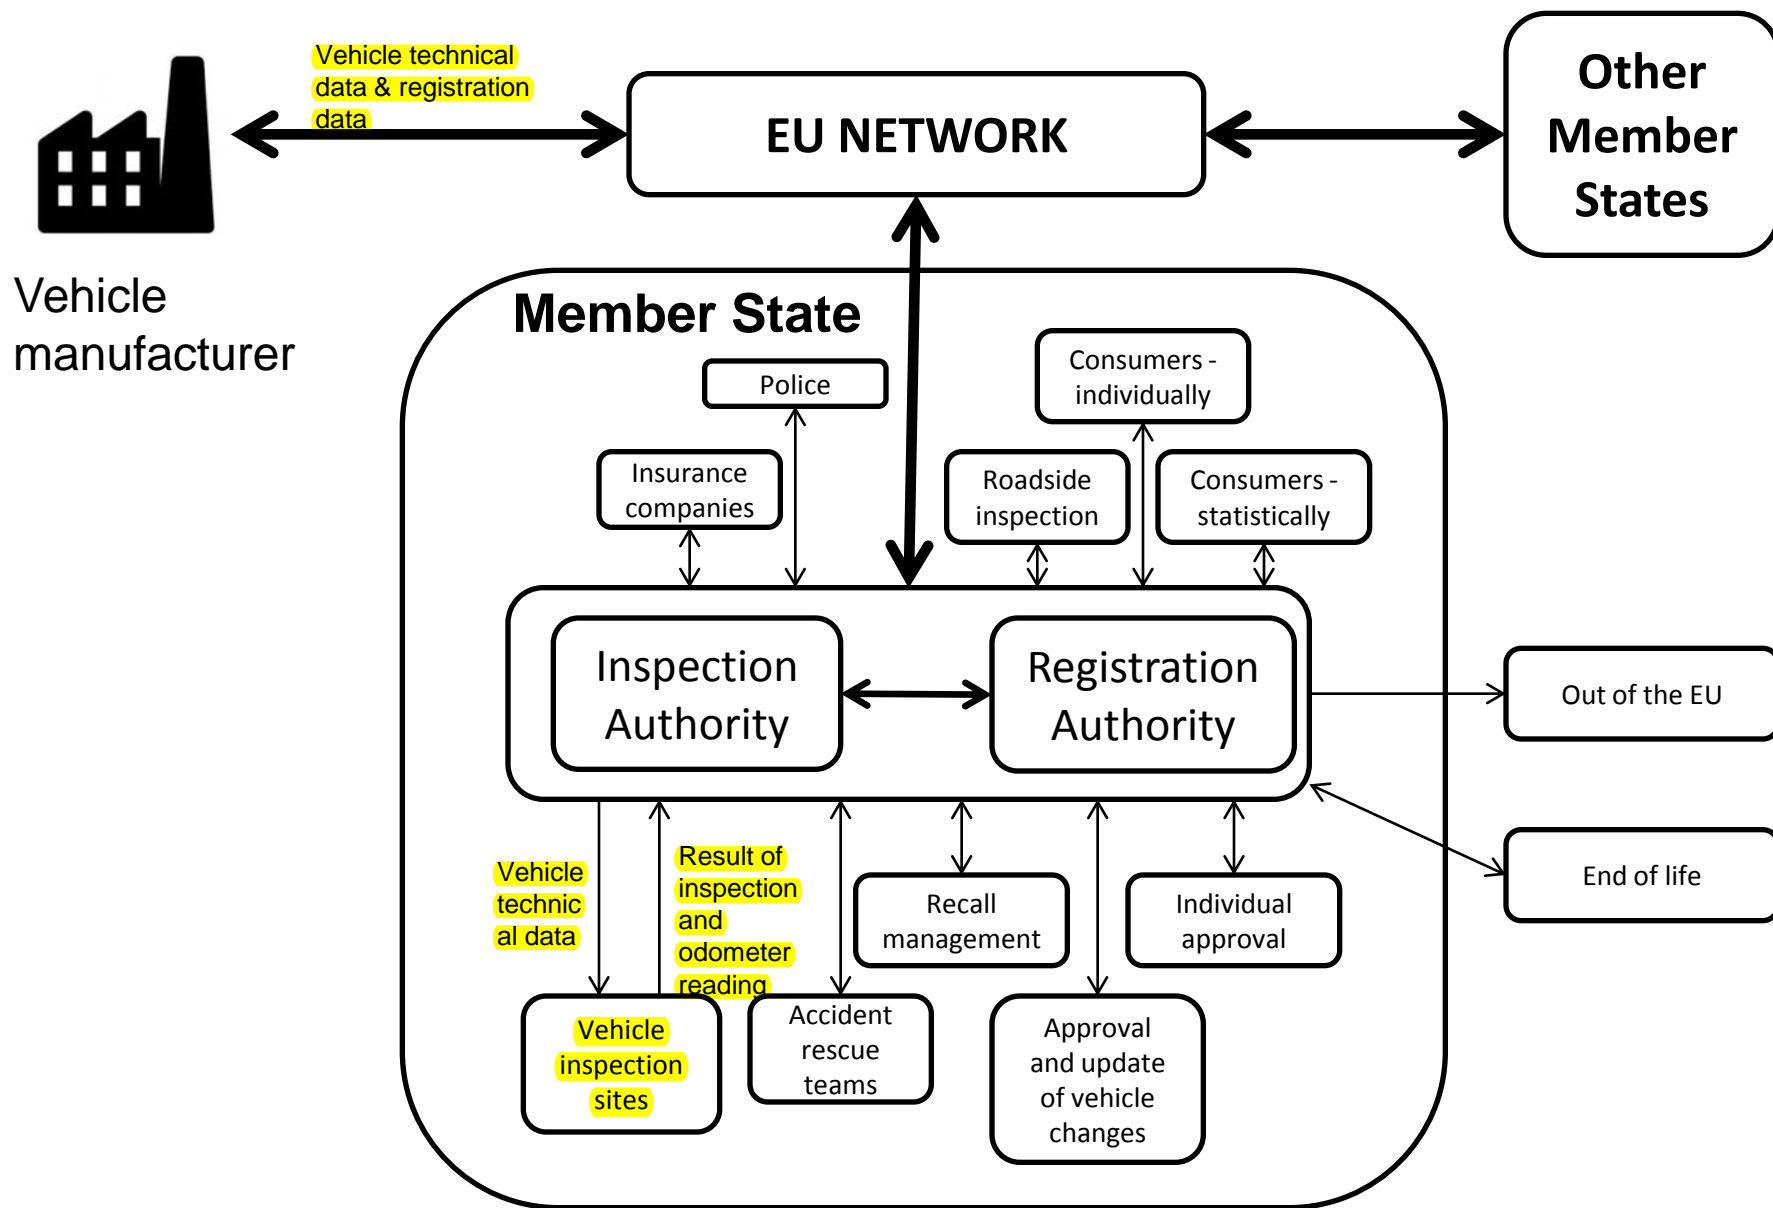 Vehicle technical
data & registration
data
EU NETWORK
Other
Member
States
Vehicle
manufacturer
Member State
Police
Consumers -
individually
Insurance
companies
Roadside
inspection
Consumers -
statistically
Inspection
Authority
Registration
Authority
Out of the EU
End of life
Vehicle
technic
al data
Result of
inspection
and
odometer
reading
Recall
management
Individual
approval
Vehicle
inspection
sites
Accident
rescue
teams
Approval
and update
of vehicle
changes